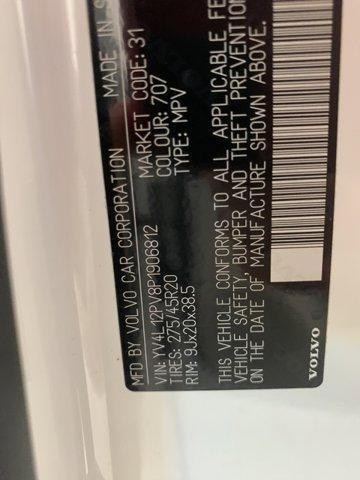 MFD BY VOLVO CAR CORPORATION MADE IN S
VIN: YV4L12PV8P1906812 MARKET CODE: 31
TIRES: 275/45R20 COLOUR: 707
RIM: 9Jx20x38.5 TYPE: MPV
THIS VEHICLE CONFORMS TO ALL APPLICABLE FE
VEHICLE SAFETY, BUMPER AND THEFT PREVENTION
DATE OF MANUFACTURE SHOWN ABOVE.
VOLVO